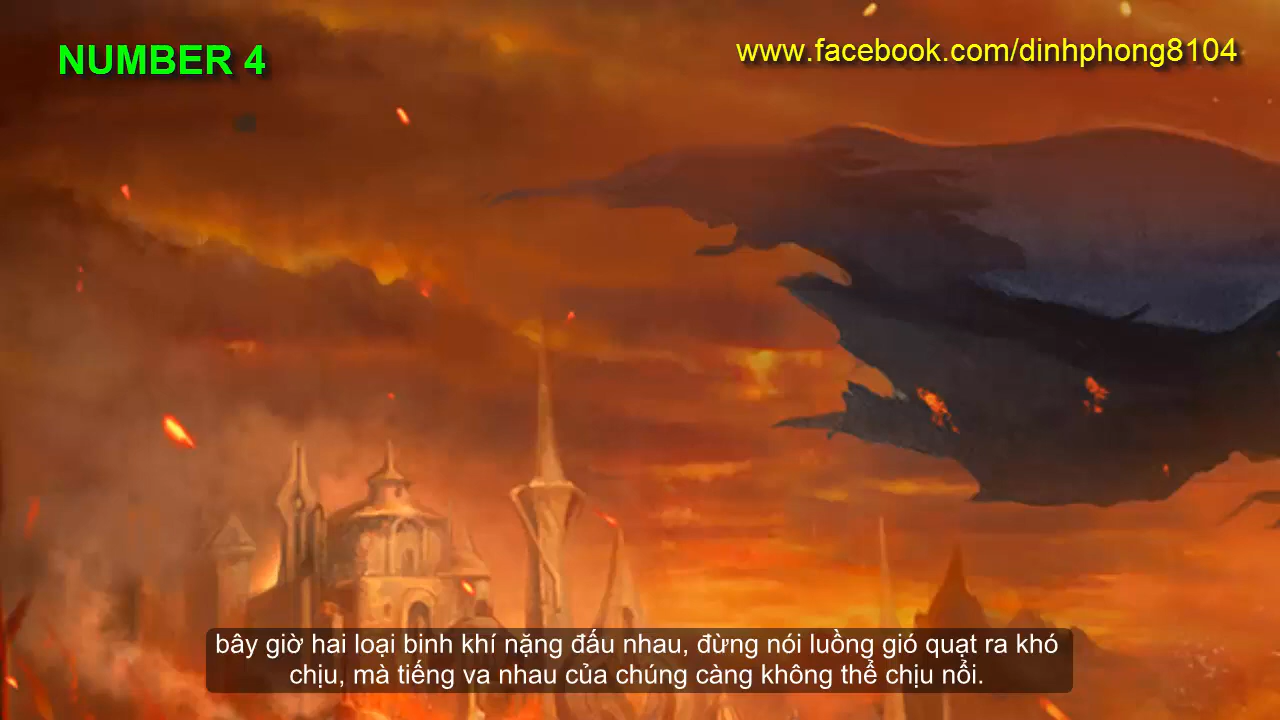 NUMBER 4
www.facebook.com/dinhphong8104
bây giờ hai loại binh khí nặng đấu nhau, đừng nói luồng gió quạt ra khó
chịu, mà tiếng va nhau của chúng càng không thể chịu nổi.